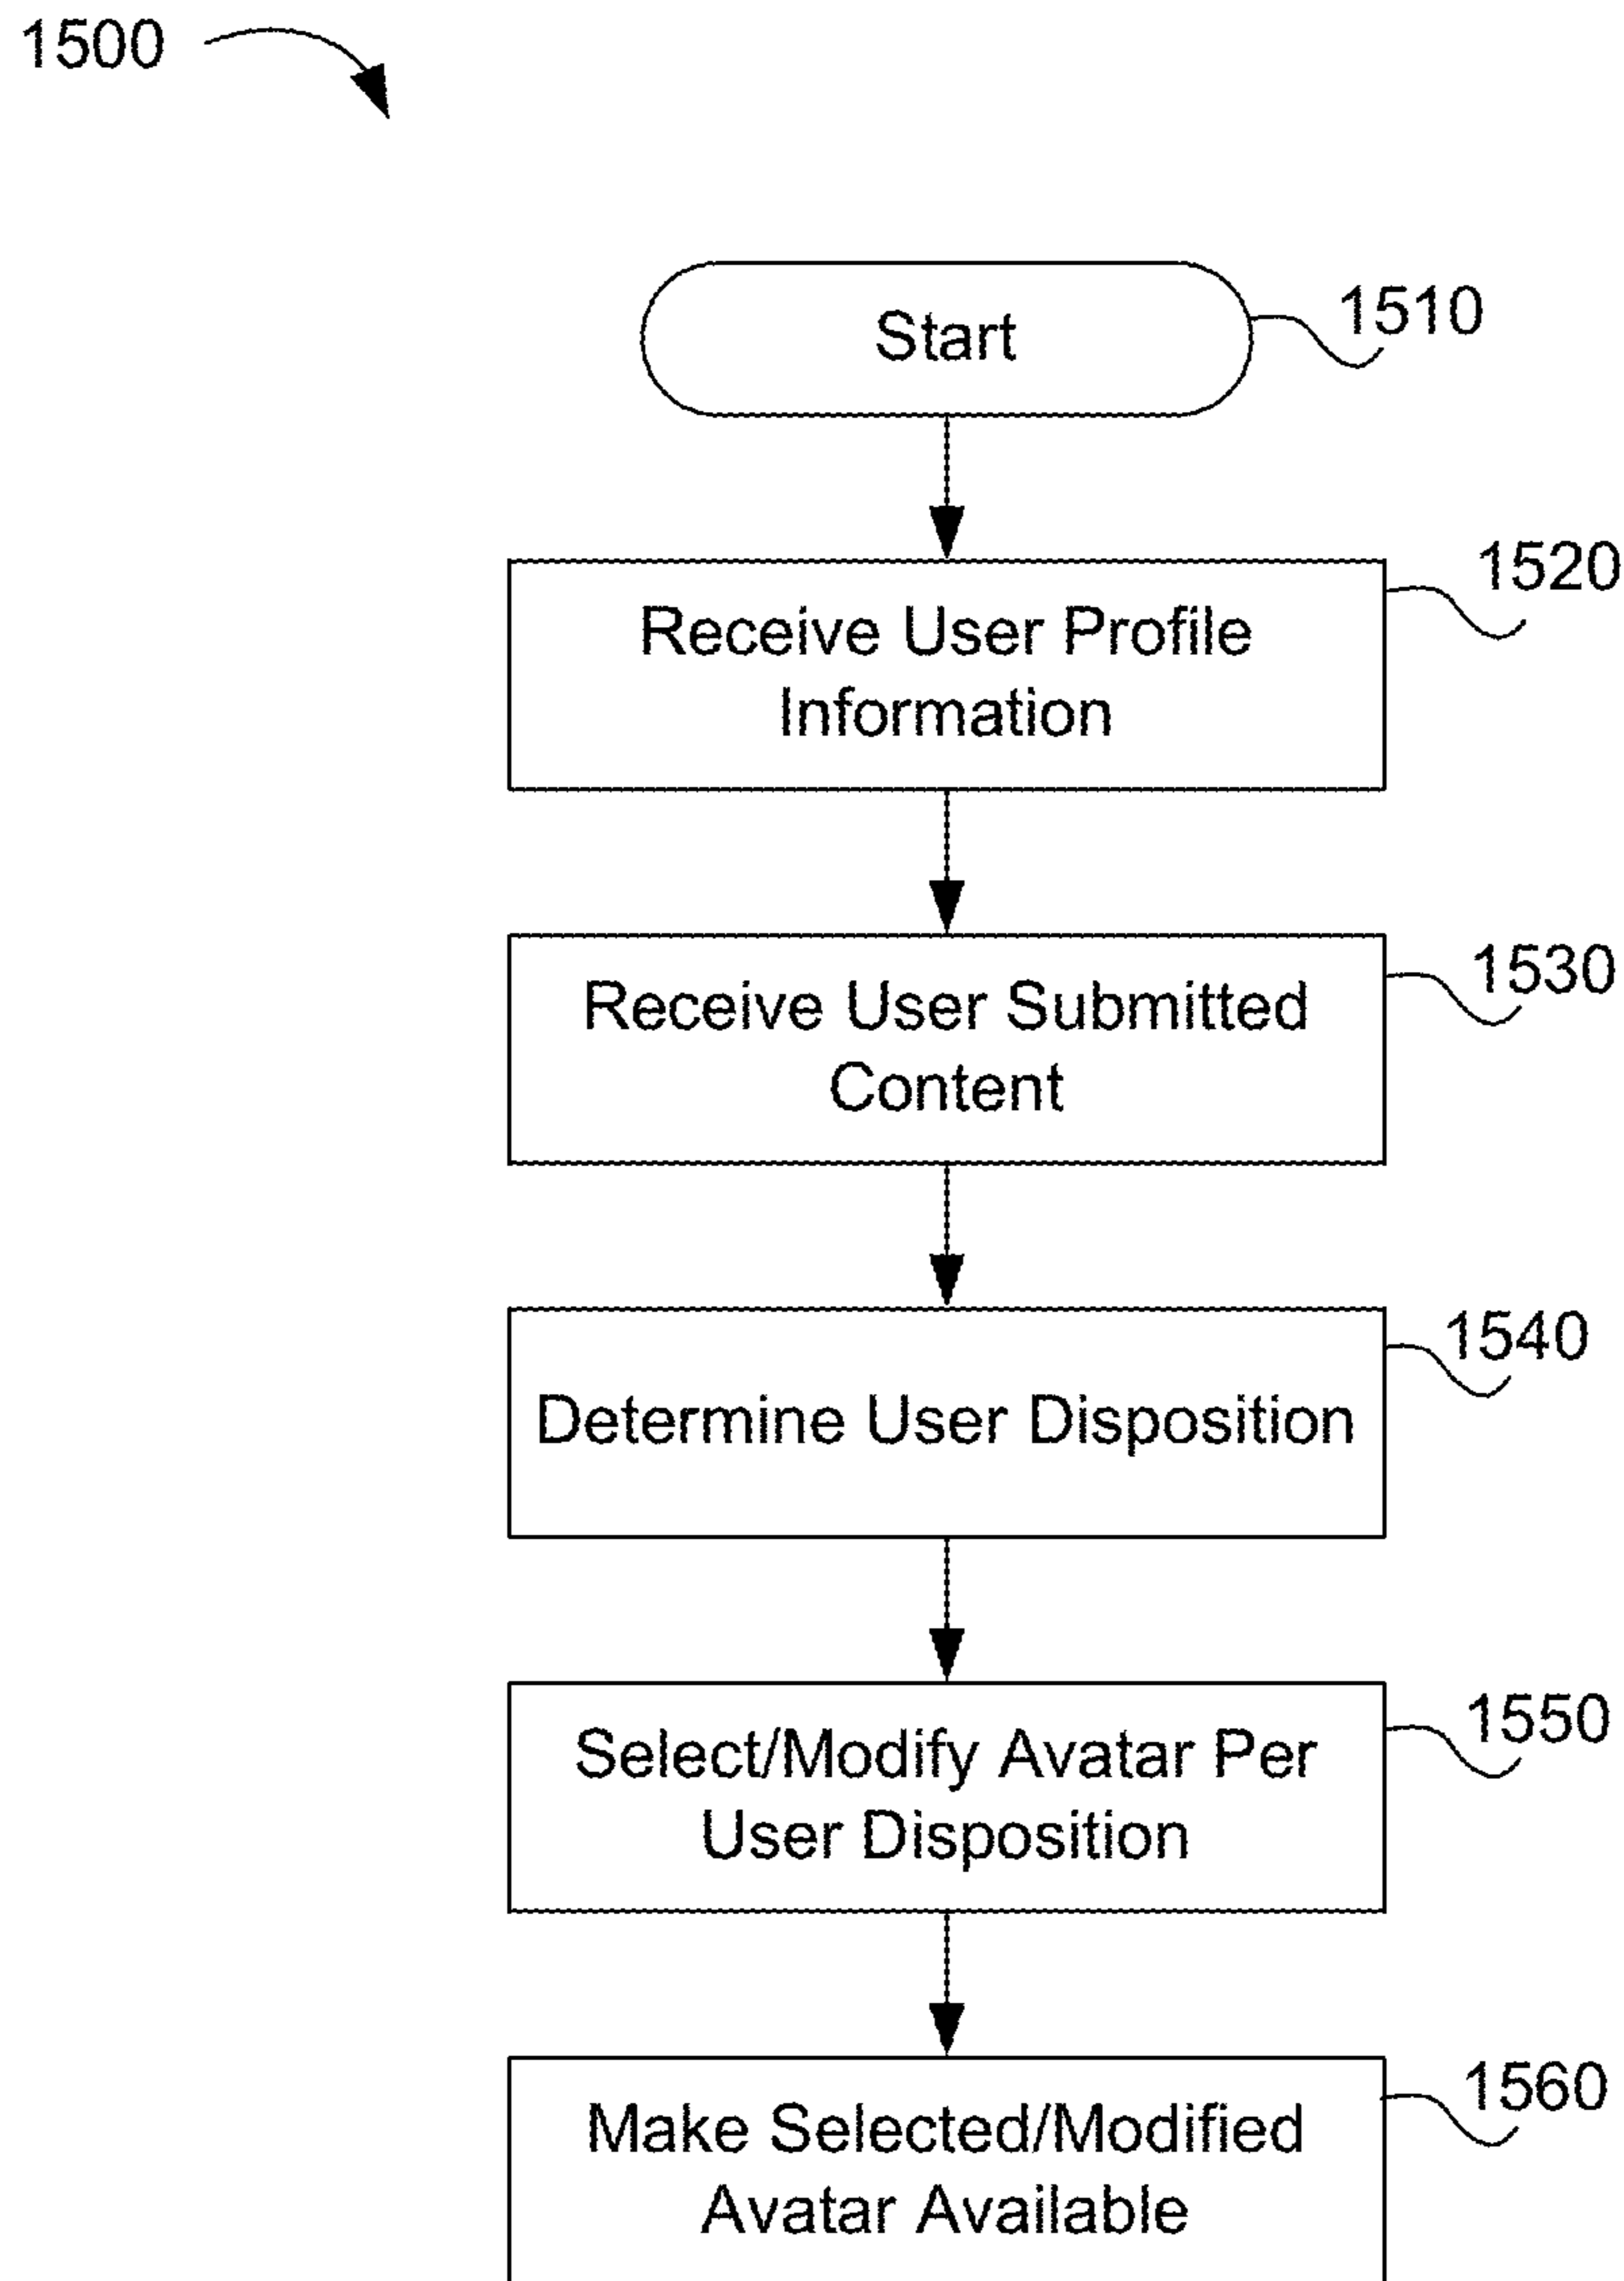 1500
Start
1510
Receive User Profile
Information
1520
Receive User Submitted
Content
1530
Determine User Disposition
1540
Select/Modify Avatar Per
User Disposition
1550
Make Selected/Modified
Avatar Available
1560